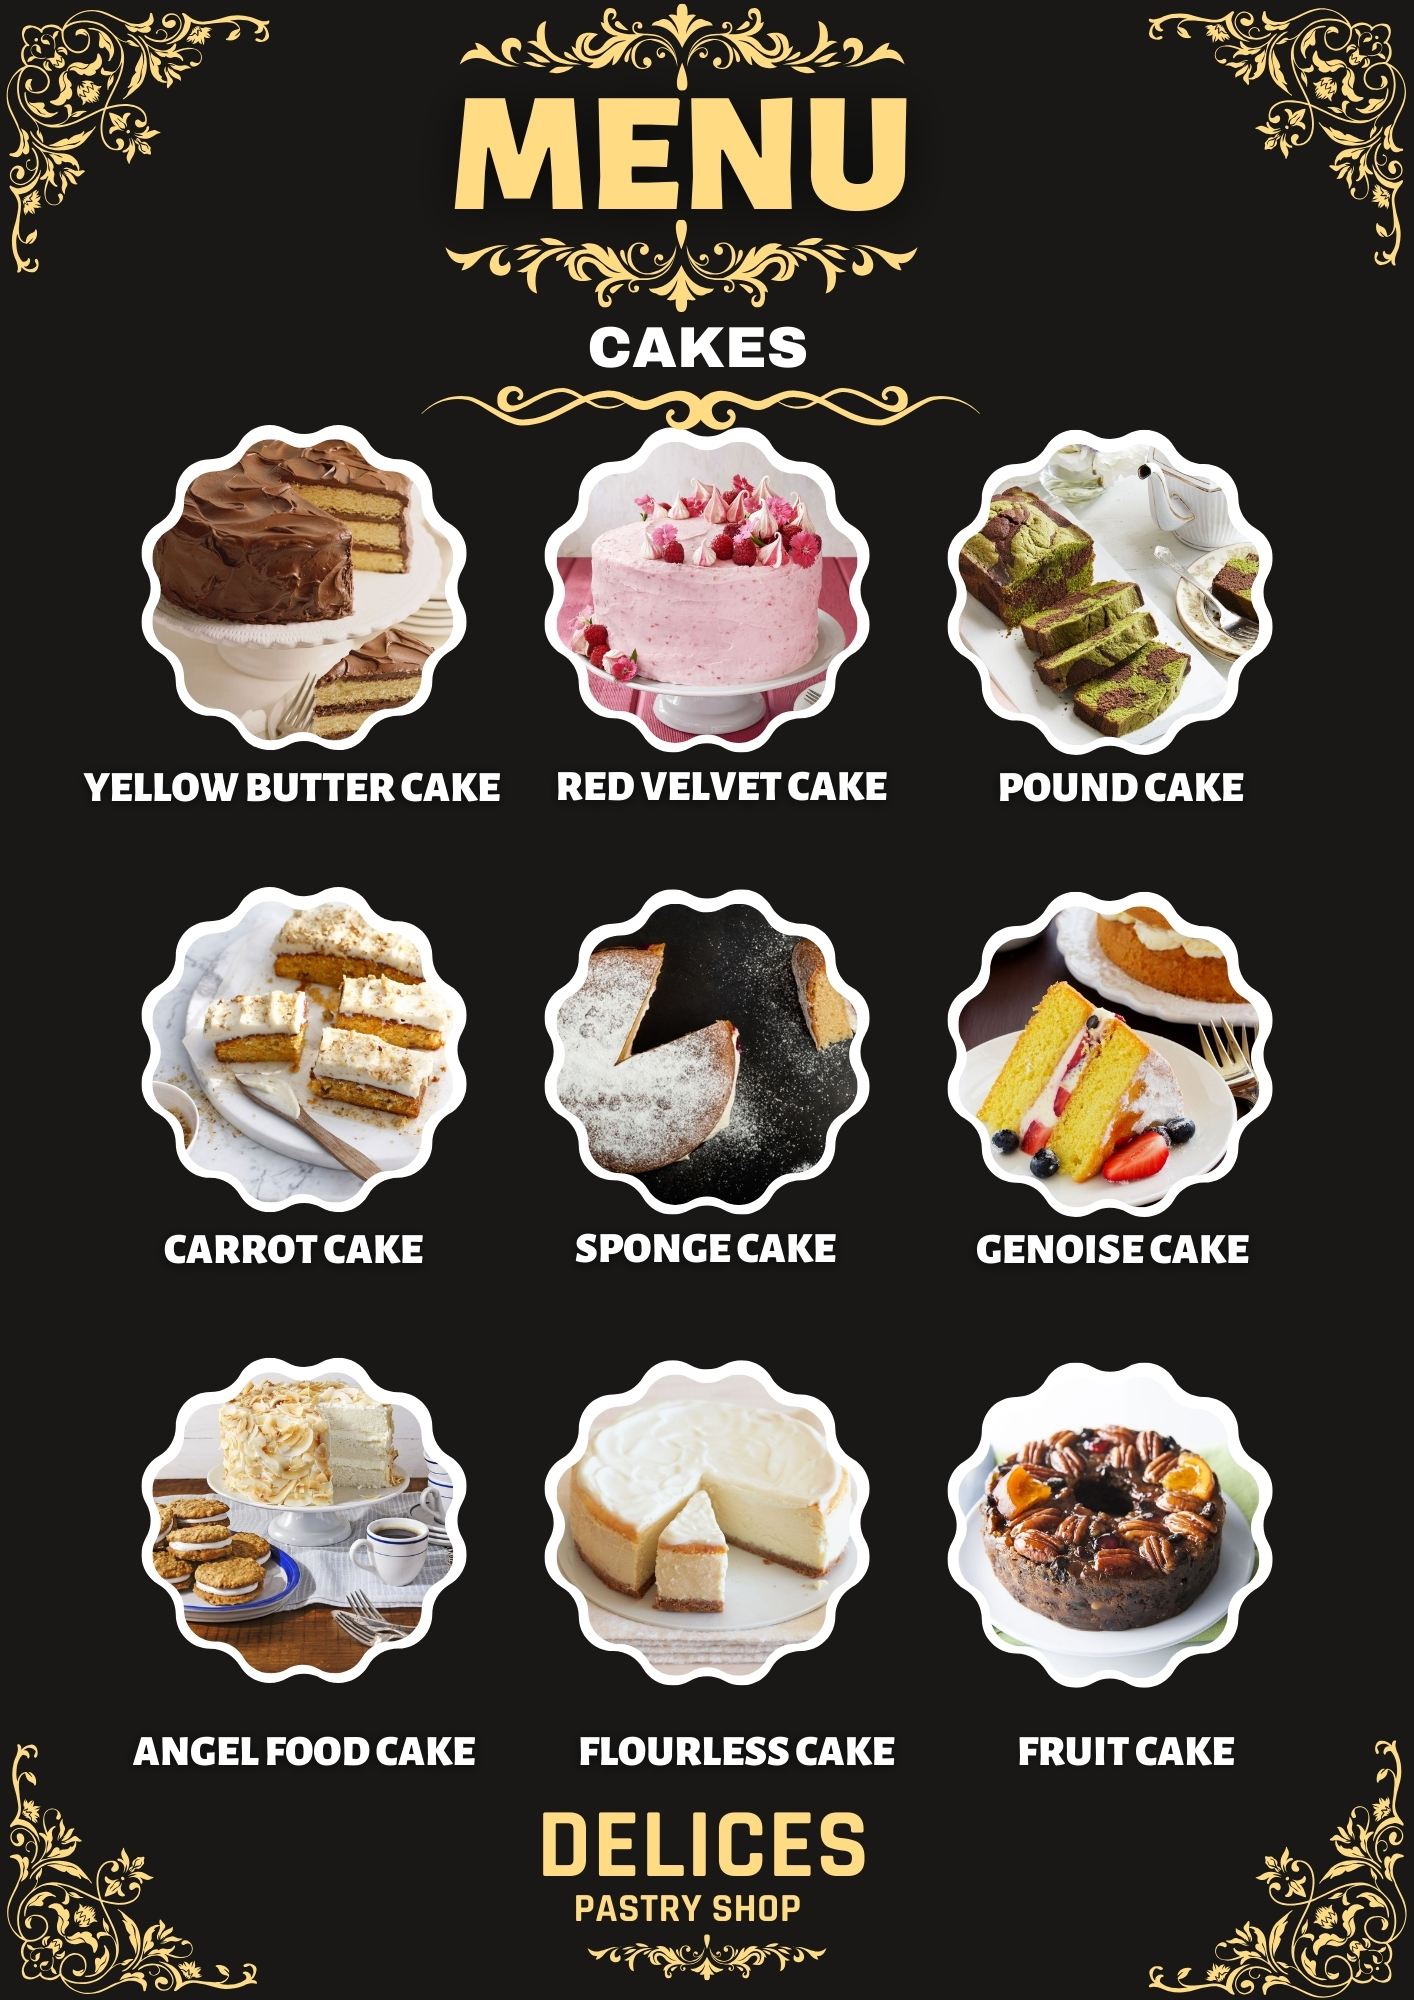 MENU
CAKES
YELLOW BUTTER CAKE
RED VELVET CAKE
POUND CAKE
CARROT CAKE
SPONGE CAKE
GENOISE CAKE
ANGEL FOOD CAKE
FLOURLESS CAKE
FRUIT CAKE
DELICES
PASTRY SHOP